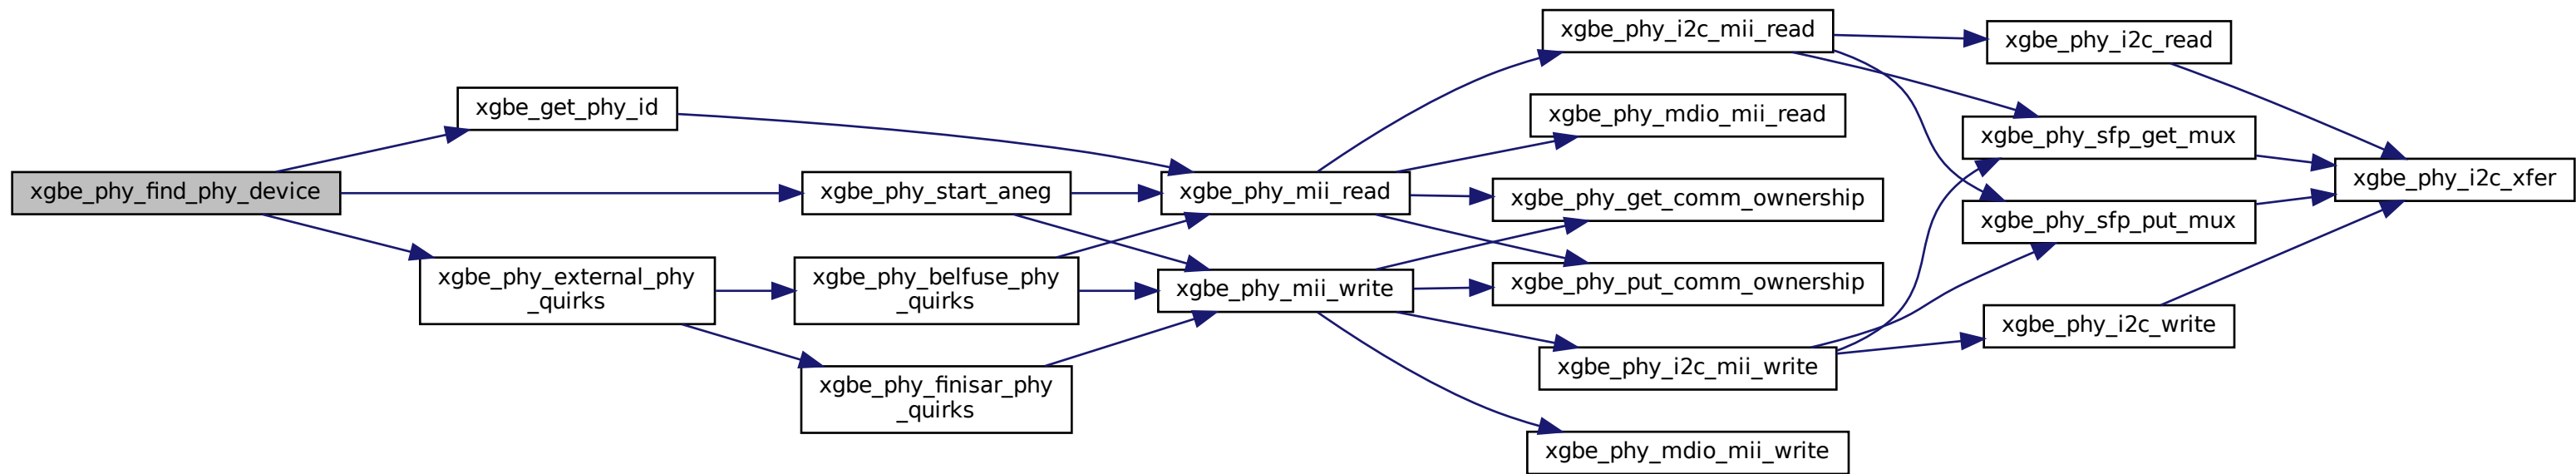 xgbe_phy_find_phy_device
xgbe_get_phy_id
xgbe_phy_external_phy
_quirks
xgbe_phy_start_aneg
xgbe_phy_belfuse_phy
_quirks
xgbe_phy_finisar_phy
_quirks
xgbe_phy_mii_read
xgbe_phy_mii_write
xgbe_phy_i2c_mii_read
xgbe_phy_mdio_mii_read
xgbe_phy_get_comm_ownership
xgbe_phy_put_comm_ownership
xgbe_phy_i2c_mii_write
xgbe_phy_mdio_mii_write
xgbe_phy_i2c_read
xgbe_phy_sfp_get_mux
xgbe_phy_sfp_put_mux
xgbe_phy_i2c_write
xgbe_phy_i2c_xfer